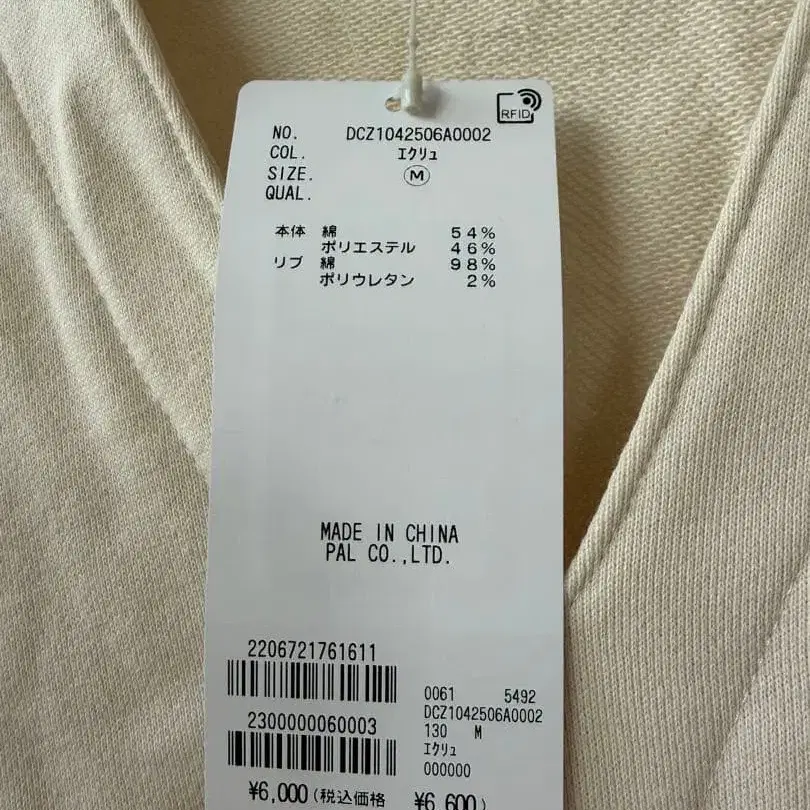 RFID
NO. DCZ1042506A0002
COL. エクリュ
SIZE. M
QUAL.
本体 綿 54%
ポリエステル 46%
リブ 綿 98%
ポリウレタン 2%
MADE IN CHINA
PAL CO.,LTD.
2206721761611
0061 5492
DCZ1042506A0002
2300000060003
130 M
エクリュ
000000
¥6,000(税込価格 ¥6,600)